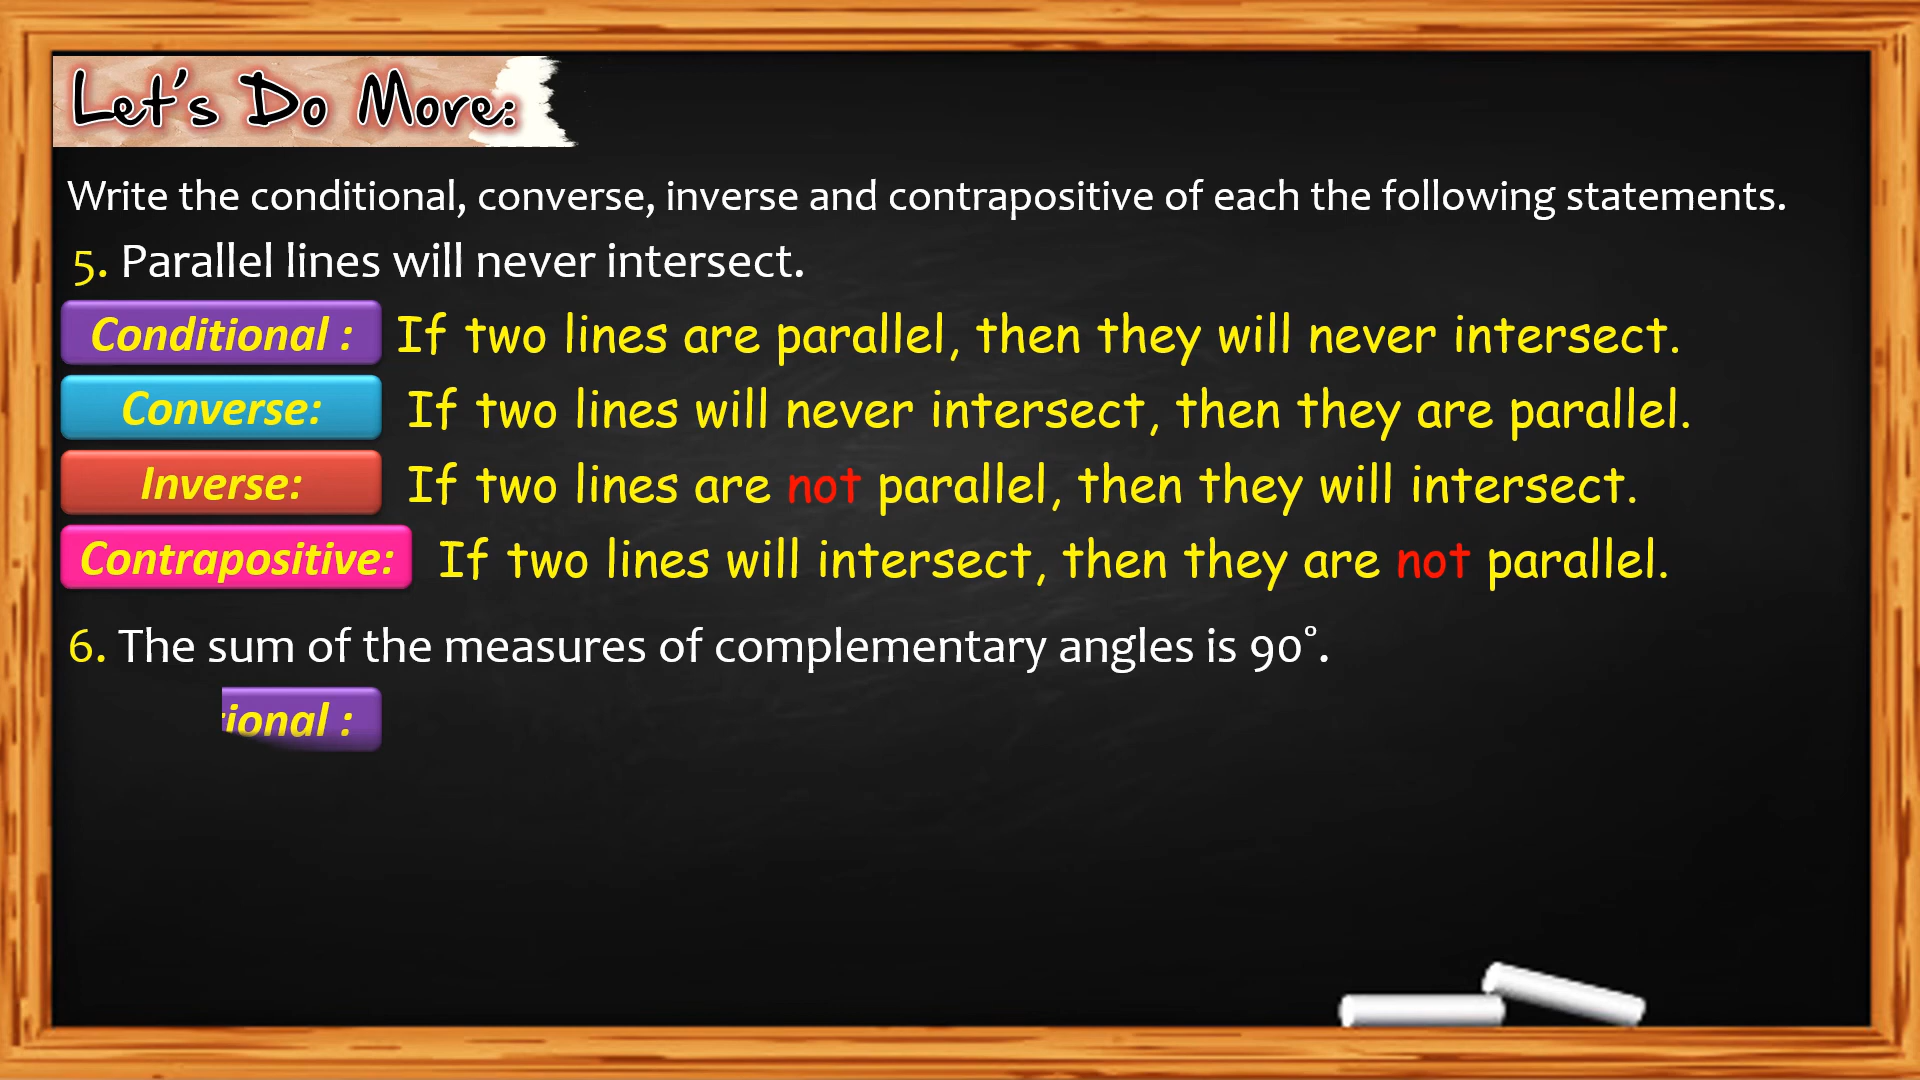 Let's Do More:
Write the conditional, converse, inverse and contrapositive of each the following statements.
5. Parallel lines will never intersect.
Conditional : If two lines are parallel, then they will never intersect.
Converse: If two lines will never intersect, then they are parallel.
Inverse: If two lines are not parallel, then they will intersect.
Contrapositive: If two lines will intersect, then they are not parallel.
6. The sum of the measures of complementary angles is 90°.
tional :